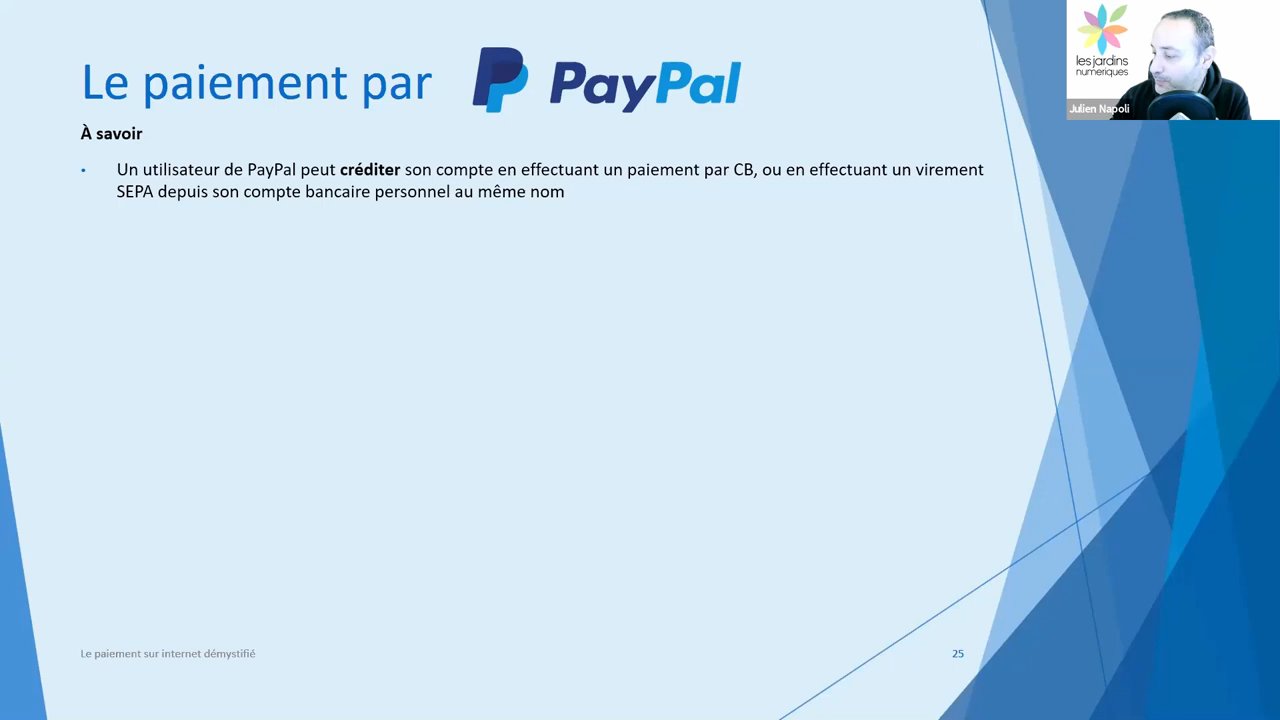 Le paiement par
PayPal
les jardins
numeriques
Julien Napoli
À savoir
• Un utilisateur de PayPal peut créditer son compte en effectuant un paiement par CB, ou en effectuant un virement
SEPA depuis son compte bancaire personnel au même nom
Le paiement sur internet démystifié
25